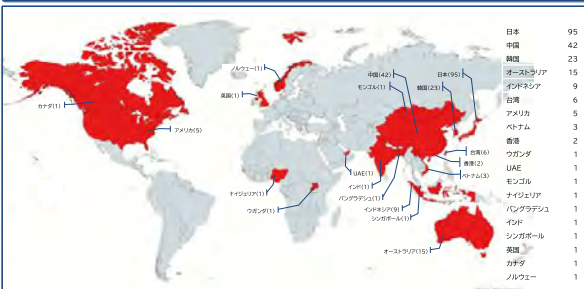 ノルウェー(1)
中国(42)
日本(95)
英国(1)
モンゴル(1)
韓国(23)
カナダ(1)
アメリカ(5)
台湾(6)
香港(2)
UAE(1)
ベトナム(3)
インド(1)
ナイジェリア(1)
バングラデシュ(1)
ウガンダ(1)
インドネシア(9)
シンガポール(1)
オーストラリア(15)
日本 95
中国 42
韓国 23
オーストラリア 15
インドネシア 9
台湾 6
アメリカ 5
ベトナム 3
香港 2
ウガンダ 1
UAE 1
モンゴル 1
ナイジェリア 1
バングラデシュ 1
インド 1
シンガポール 1
英国 1
カナダ 1
ノルウェー 1